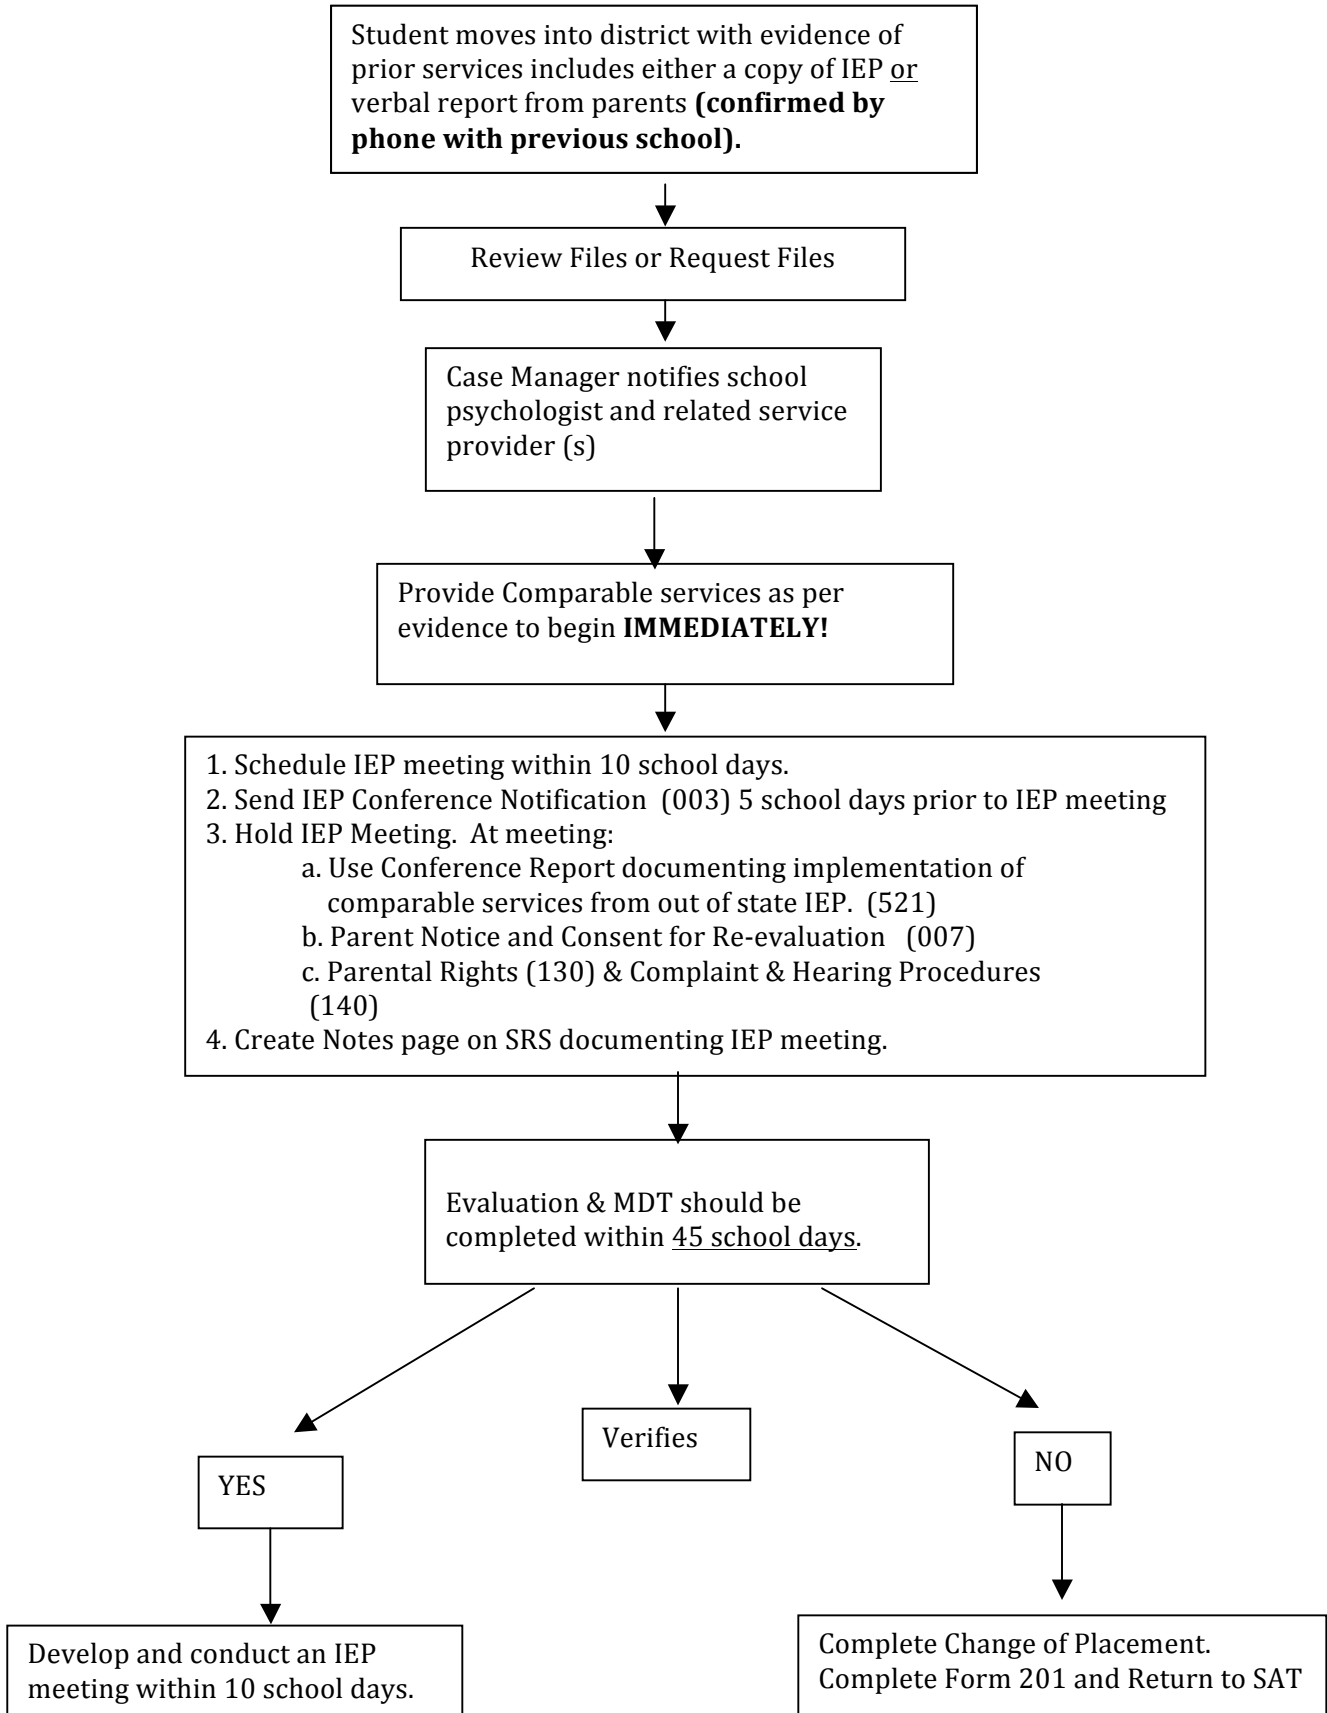 Student moves into district with evidence of
prior services includes either a copy of IEP or
verbal report from parents (confirmed by
phone with previous school).
Review Files or Request Files
Case Manager notifies school
psychologist and related service
provider (s)
Provide Comparable services as per
evidence to begin IMMEDIATELY!
1. Schedule IEP meeting within 10 school days.
2. Send IEP Conference Notification (003) 5 school days prior to IEP meeting
3. Hold IEP Meeting. At meeting:
a. Use Conference Report documenting implementation of
comparable services from out of state IEP. (521)
b. Parent Notice and Consent for Re-evaluation (007)
c. Parental Rights (130) & Complaint & Hearing Procedures
(140)
4. Create Notes page on SRS documenting IEP meeting.
Evaluation & MDT should be
completed within 45 school days.
Verifies
YES
NO
Develop and conduct an IEP
meeting within 10 school days.
Complete Change of Placement.
Complete Form 201 and Return to SAT